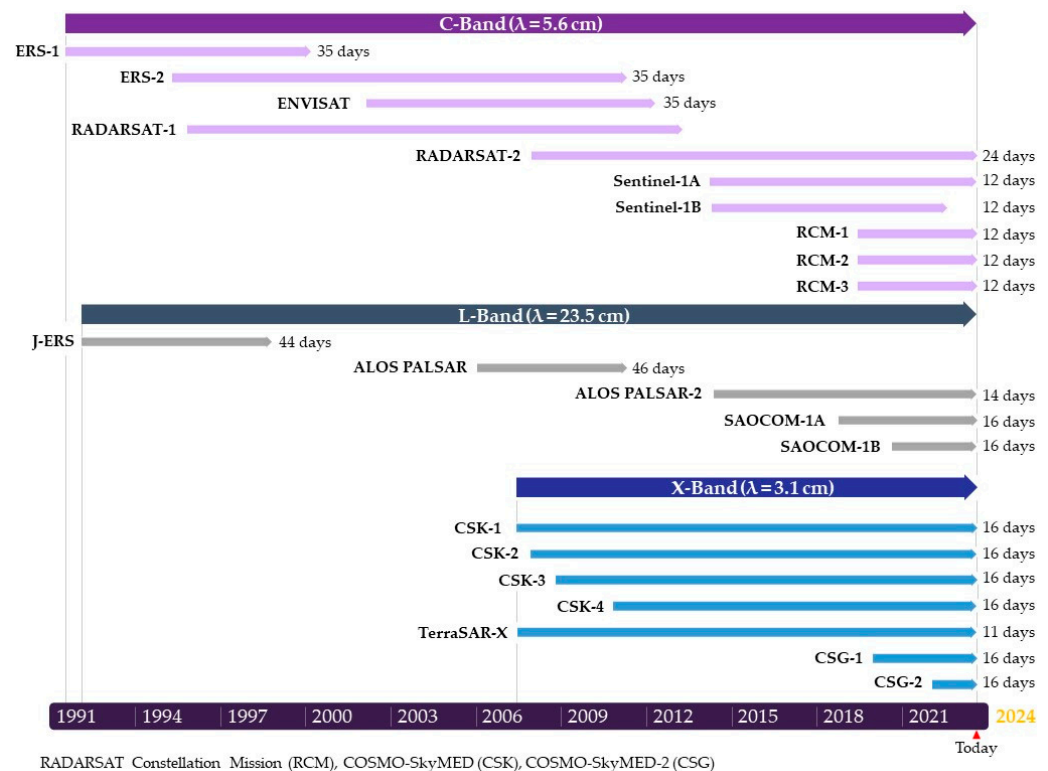 C-Band (λ = 5.6 cm)
ERS-1 35 days
ERS-2 35 days
ENVISAT 35 days
RADARSAT-1
RADARSAT-2 24 days
Sentinel-1A 12 days
Sentinel-1B 12 days
RCM-1 12 days
RCM-2 12 days
RCM-3 12 days
L-Band (λ = 23.5 cm)
J-ERS 44 days
ALOS PALSAR 46 days
ALOS PALSAR-2 14 days
SAOCOM-1A 16 days
SAOCOM-1B 16 days
X-Band (λ = 3.1 cm)
CSK-1 16 days
CSK-2 16 days
CSK-3 16 days
CSK-4 16 days
TerraSAR-X 11 days
CSG-1 16 days
CSG-2 16 days
1991 1994 1997 2000 2003 2006 2009 2012 2015 2018 2021 2024
Today
RADARSAT Constellation Mission (RCM), COSMO-SkyMED (CSK), COSMO-SkyMED-2 (CSG)